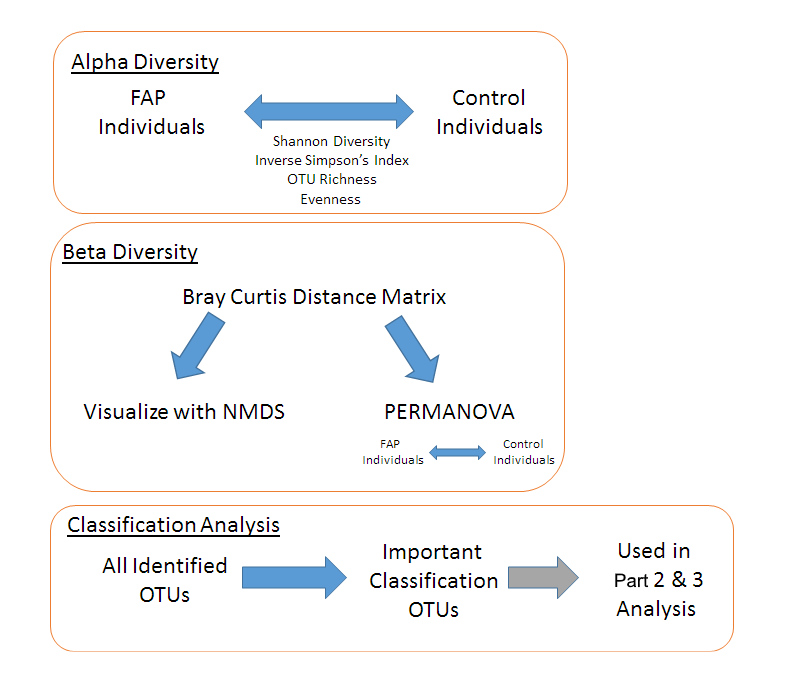 Alpha Diversity
FAP
Individuals
Control
Individuals
Shannon Diversity
Inverse Simpson's Index
OTU Richness
Evenness
Beta Diversity
Bray Curtis Distance Matrix
Visualize with NMDS
PERMANOVA
FAP
Individuals
Control
Individuals
Classification Analysis
All Identified
OTUs
Important
Classification
OTUs
Used in
Part 2 & 3
Analysis